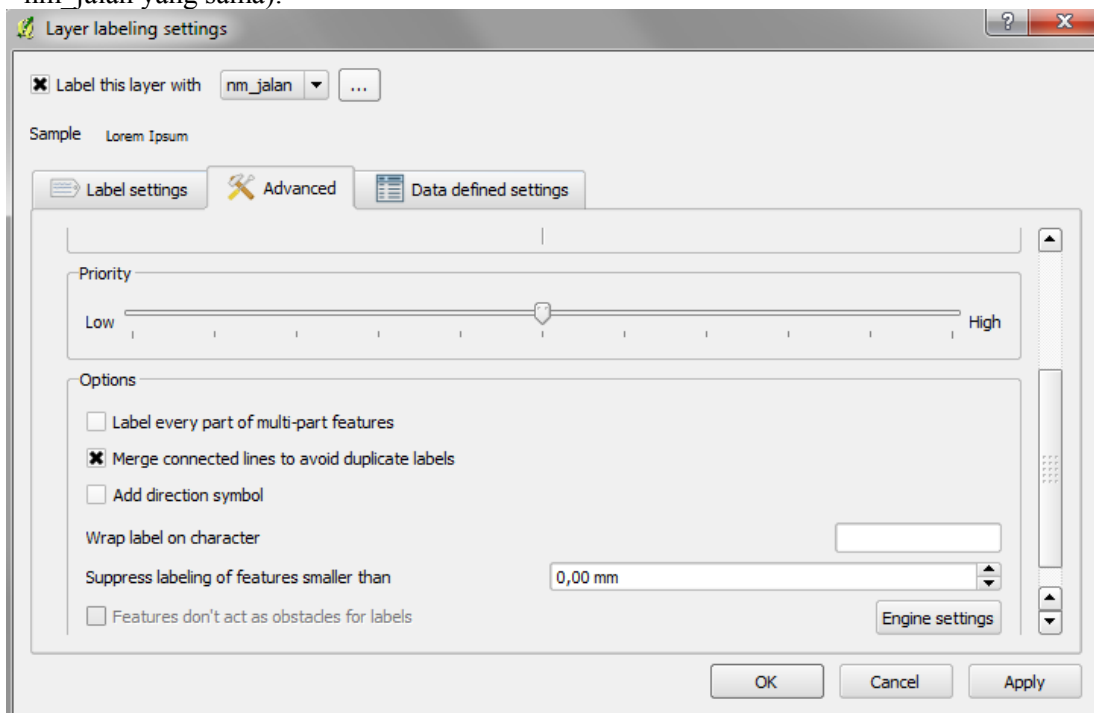 nm_jalan yang sama).
Layer labeling settings
Label this layer with nm_jalan ...
Sample Lorem Ipsum
Label settings Advanced Data defined settings
Priority
Low High
Options
Label every part of multi-part features
Merge connected lines to avoid duplicate labels
Add direction symbol
Wrap label on character
Suppress labeling of features smaller than 0,00 mm
Features don't act as obstacles for labels Engine settings
OK Cancel Apply